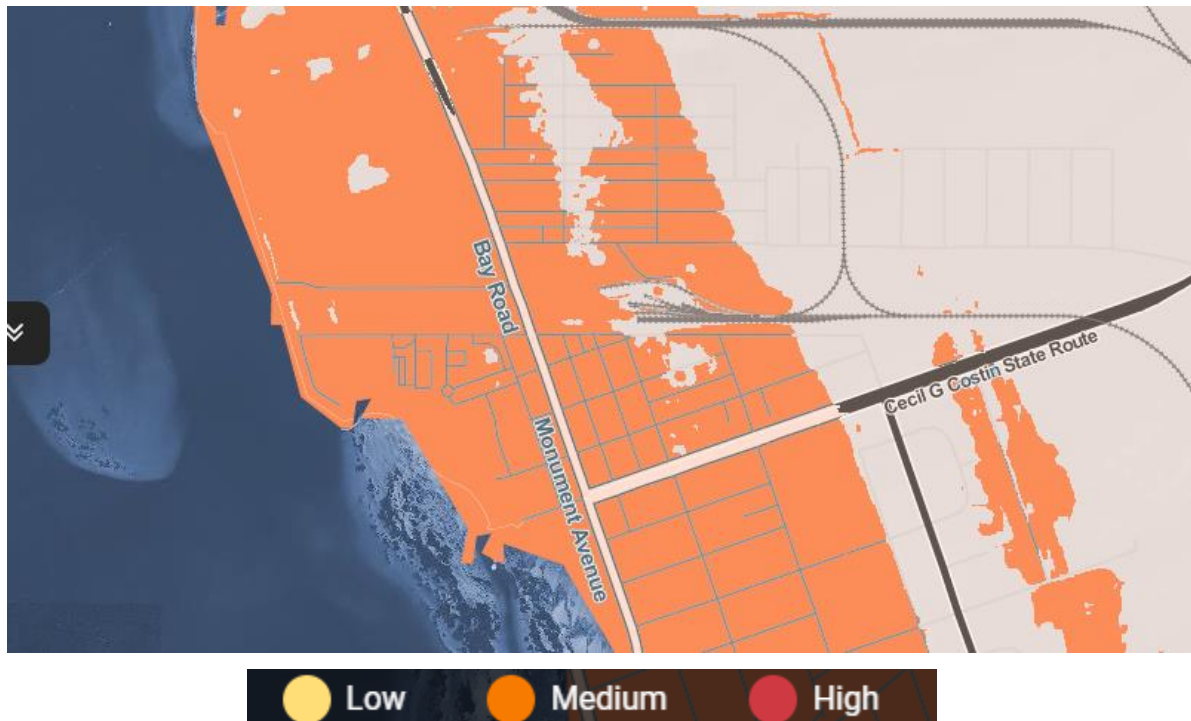 Bay Road
Cecil G Costin State Route
Monument Avenue
Low
Medium
High